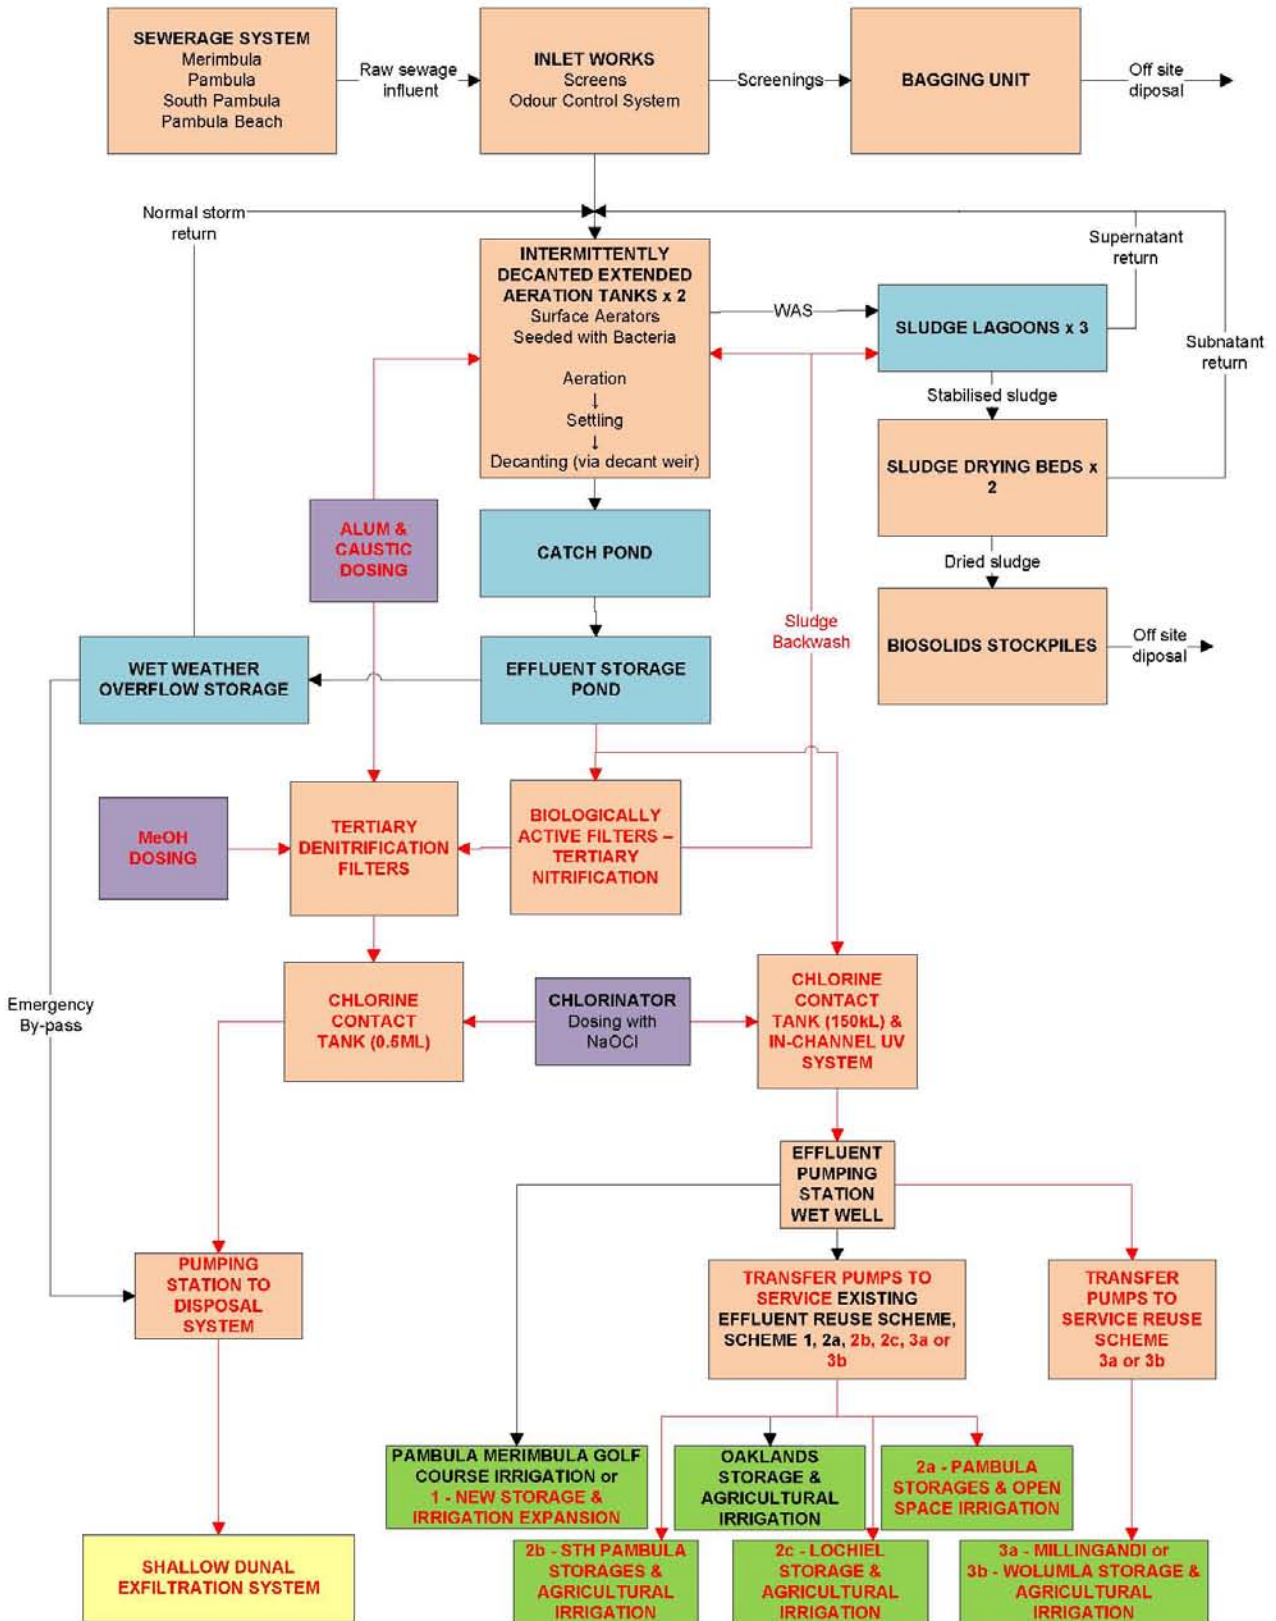 SEWERAGE SYSTEM
Merimbula
Pambula
South Pambula
Pambula Beach
Raw sewage
influent
INLET WORKS
Screens
Odour Control System
Screenings
BAGGING UNIT
Off site
diposal
Normal storm
return
INTERMITTENTLY
DECANTED EXTENDED
AERATION TANKS x 2
Surface Aerators
Seeded with Bacteria
Aeration
↓
Settling
↓
Decanting (via decant weir)
WAS
SLUDGE LAGOONS x 3
Supernatant
return
Subnatant
return
Stabilised sludge
SLUDGE DRYING BEDS x
2
Dried sludge
BIOSOLIDS STOCKPILES
Off site
diposal
ALUM &
CAUSTIC
DOSING
CATCH POND
Sludge
Backwash
WET WEATHER
OVERFLOW STORAGE
EFFLUENT STORAGE
POND
MeOH
DOSING
TERTIARY
DENITRIFICATION
FILTERS
BIOLOGICALLY
ACTIVE FILTERS –
TERTIARY
NITRIFICATION
Emergency
By-pass
CHLORINE
CONTACT
TANK (0.5ML)
CHLORINATOR
Dosing with
NaOCl
CHLORINE
CONTACT
TANK (150kL) &
IN-CHANNEL UV
SYSTEM
EFFLUENT
PUMPING
STATION
WET WELL
PUMPING
STATION TO
DISPOSAL
SYSTEM
TRANSFER PUMPS TO
SERVICE EXISTING
EFFLUENT REUSE SCHEME,
SCHEME 1, 2a, 2b, 2c, 3a or
3b
TRANSFER
PUMPS TO
SERVICE REUSE
SCHEME
3a or 3b
PAMBULA MERIMBULA GOLF
COURSE IRRIGATION or
1 - NEW STORAGE &
IRRIGATION EXPANSION
OAKLANDS
STORAGE &
AGRICULTURAL
IRRIGATION
2a - PAMBULA
STORAGES & OPEN
SPACE IRRIGATION
SHALLOW DUNAL
EXFILTRATION SYSTEM
2b - STH PAMBULA
STORAGES &
AGRICULTURAL
IRRIGATION
2c - LOCHIEL
STORAGE &
AGRICULTURAL
IRRIGATION
3a - MILLINGANDI or
3b - WOLUMLA STORAGE &
AGRICULTURAL
IRRIGATION